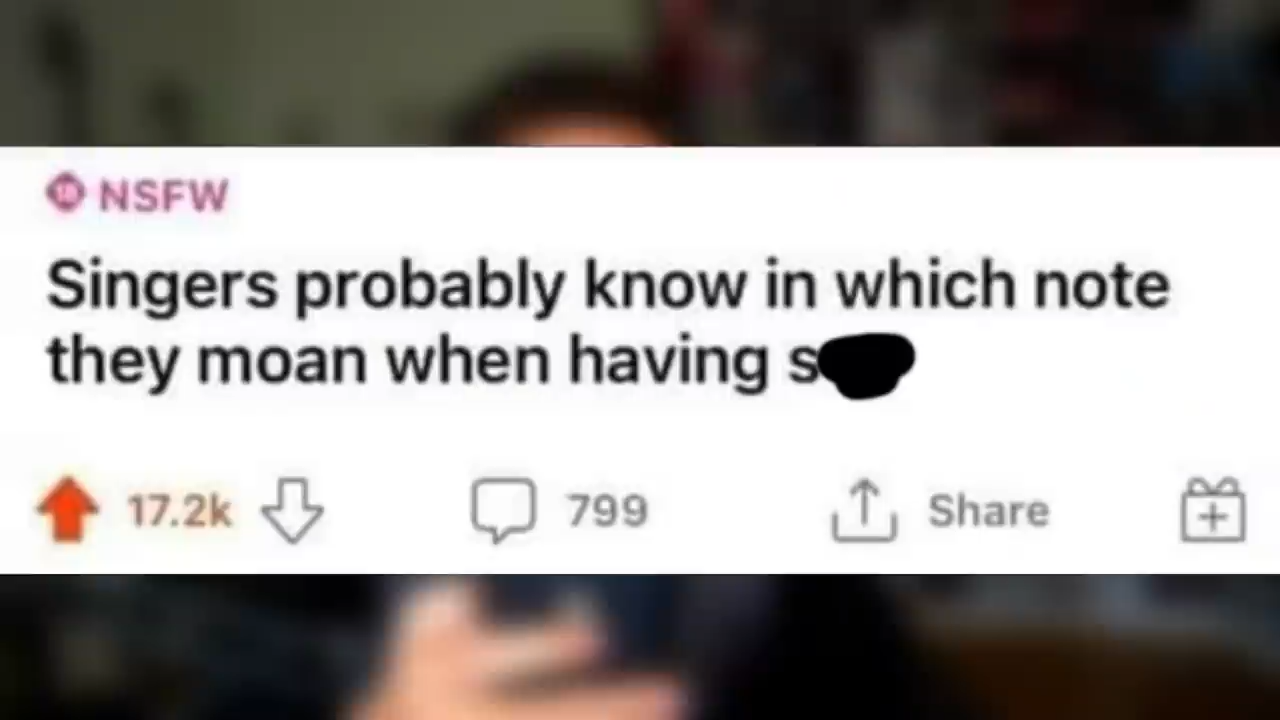 NSFW
Singers probably know in which note
they moan when having s
17.2k 799 Share